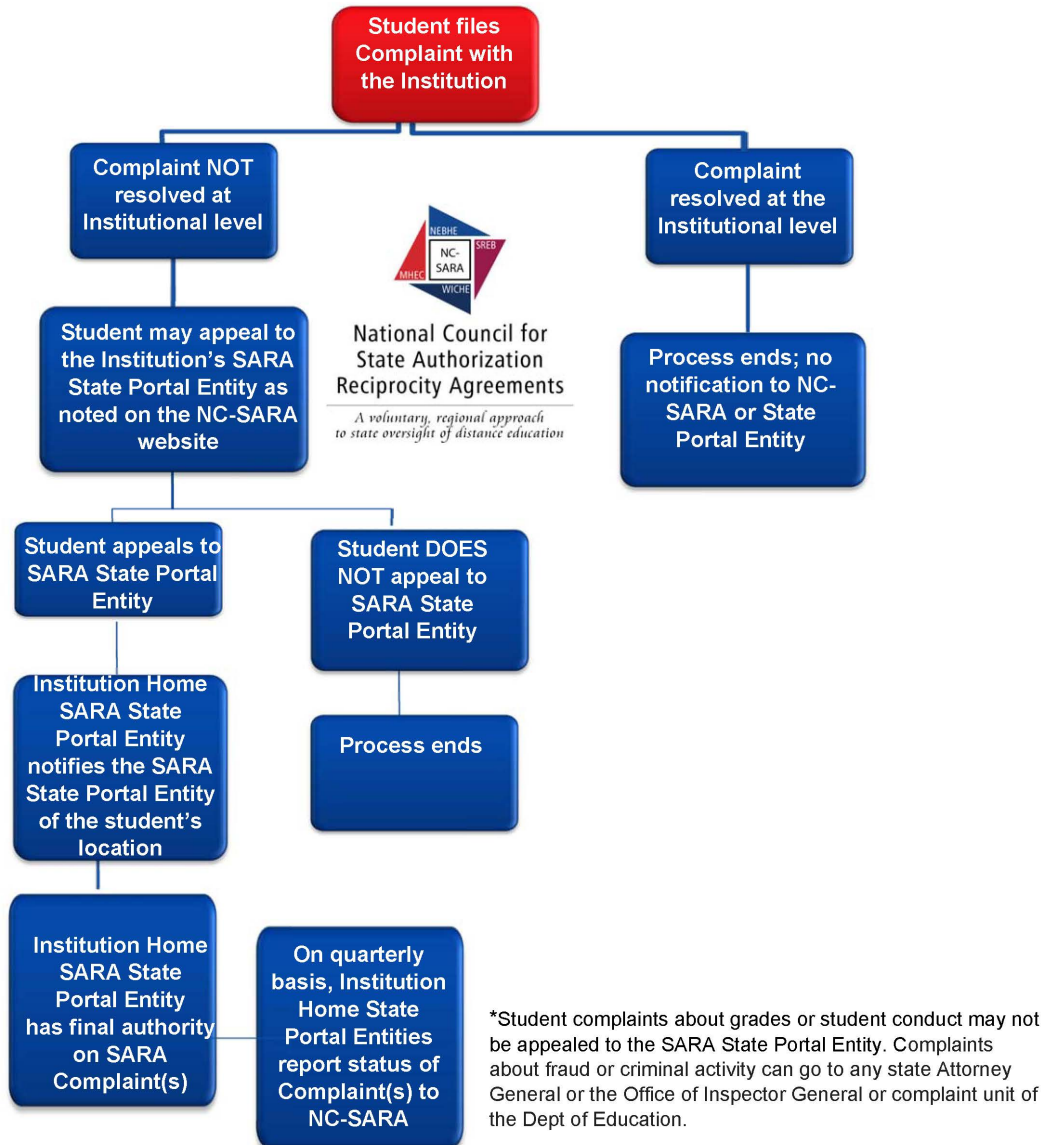 Student files
Complaint with
the Institution
Complaint NOT
resolved at
Institutional level
Complaint
resolved at the
Institutional level
NEBHE
SREB
NC-
SARA
MHEC
WICHE
National Council for
State Authorization
Reciprocity Agreements
A voluntary, regional approach
to state oversight of distance education
Student may appeal to
the Institution’s SARA
State Portal Entity as
noted on the NC-SARA
website
Process ends; no
notification to NC-
SARA or State
Portal Entity
Student appeals to
SARA State Portal
Entity
Student DOES
NOT appeal to
SARA State
Portal Entity
Institution Home
SARA State
Portal Entity
notifies the SARA
State Portal Entity
of the student’s
location
Process ends
Institution Home
SARA State
Portal Entity
has final authority
on SARA
Complaint(s)
On quarterly
basis, Institution
Home State
Portal Entities
report status of
Complaint(s) to
NC-SARA
*Student complaints about grades or student conduct may not
be appealed to the SARA State Portal Entity. Complaints
about fraud or criminal activity can go to any state Attorney
General or the Office of Inspector General or complaint unit of
the Dept of Education.